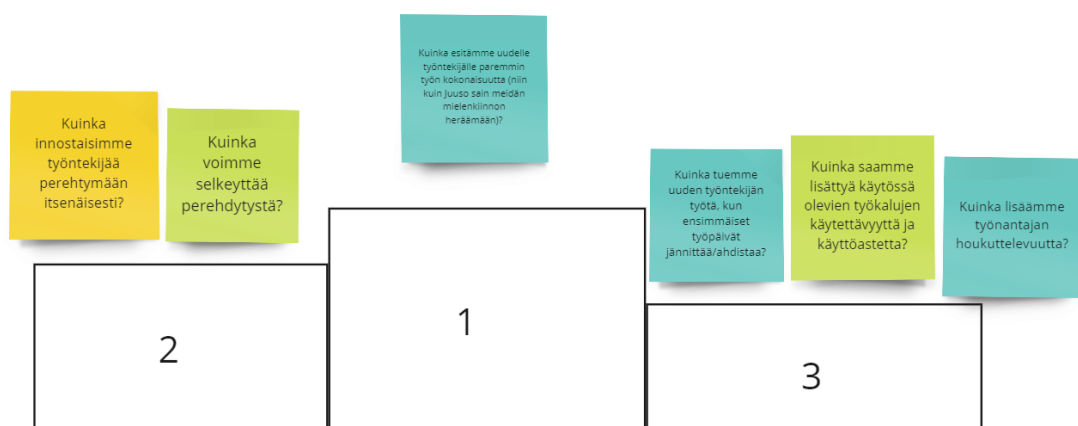 Kuinka
innostaisimme
työntekijää
perehtymään
itsenäisesti?
Kuinka
voimme
selkeyttää
perehdytystä?
Kuinka esitämme uudelle
työntekijälle paremmin
työn kokonaisuutta (niin
kuin Juuso sain meidän
mielenkiinnon
heräämään)?
Kuinka tuemme
uuden työntekijän
työtä, kun
ensimmäiset
työpäivät
jännittää/ahdistaa?
Kuinka saamme
lisättyä käytössä
olevien työkalujen
käytettävyyttä ja
käyttöastetta?
Kuinka lisäämme
työnantajan
houkuttelevuutta?
2
1
3